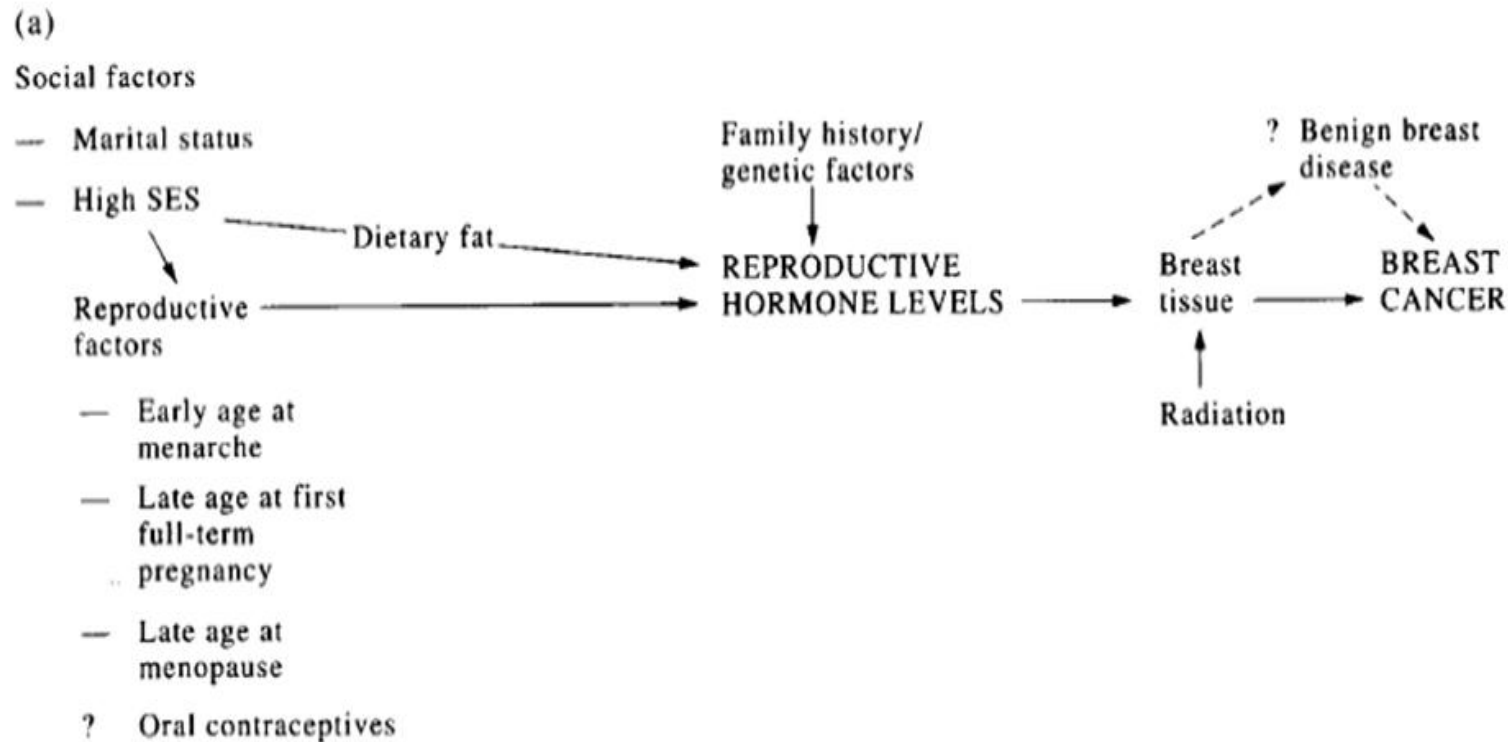 (a)
Social factors
— Marital status
— High SES
Dietary fat
Reproductive
factors
— Early age at
menarche
— Late age at first
full-term
pregnancy
— Late age at
menopause
? Oral contraceptives
Family history/
genetic factors
REPRODUCTIVE
HORMONE LEVELS
Breast
tissue
Radiation
? Benign breast
disease
BREAST
CANCER